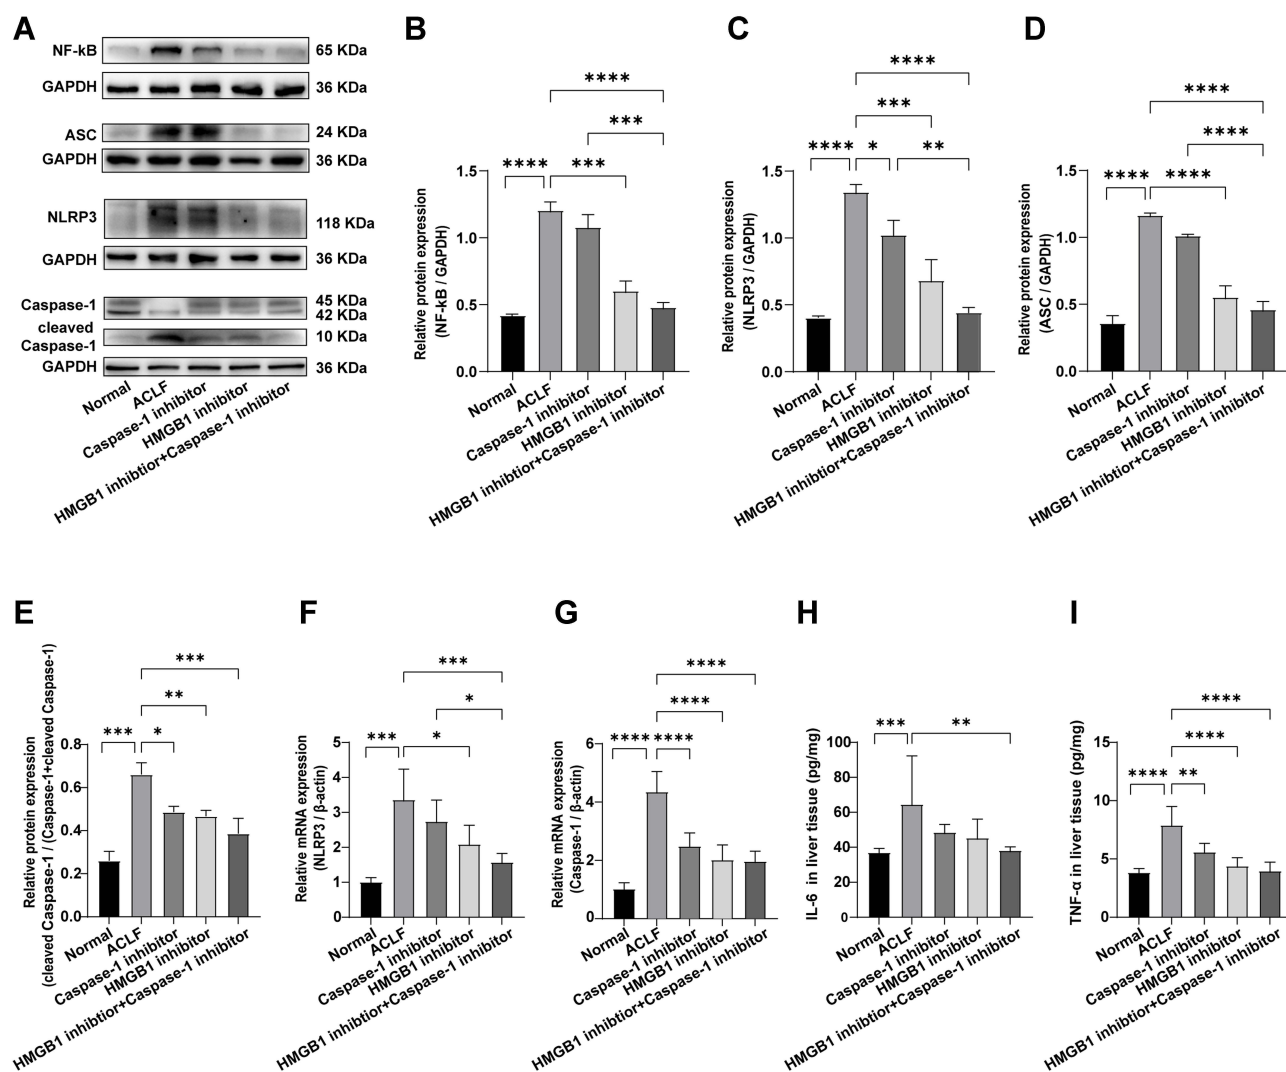 A
NF-kB 65 KDa
GAPDH 36 KDa
ASC 24 KDa
GAPDH 36 KDa
NLRP3 118 KDa
GAPDH 36 KDa
Caspase-1 45 KDa
42 KDa
cleaved
Caspase-1 10 KDa
GAPDH 36 KDa
Normal
ACLF
Caspase-1 inhibitor
HMGB1 inhibitor
HMGB1 inhibtior+Caspase-1 inhibitor
B
Relative protein expression
(NF-kB / GAPDH)
1.5
1.0
0.5
0.0
**** *** *** ****
Normal
ACLF
Caspase-1 inhibitor
HMGB1 inhibitor
HMGB1 inhibtior+Caspase-1 inhibitor
C
Relative protein expression
(NLRP3 / GAPDH)
1.5
1.0
0.5
0.0
****
***
**** * **
Normal
ACLF
Caspase-1 inhibitor
HMGB1 inhibitor
HMGB1 inhibtior+Caspase-1 inhibitor
D
Relative protein expression
(ASC / GAPDH)
1.5
1.0
0.5
0.0
****
****
**** ****
Normal
ACLF
Caspase-1 inhibitor
HMGB1 inhibitor
HMGB1 inhibtior+Caspase-1 inhibitor
E
Relative protein expression
(cleaved Caspase-1 / (Caspase-1+cleaved Caspase-1)
0.8
0.6
0.4
0.2
0.0
***
**
*** *
Normal
ACLF
Caspase-1 inhibitor
HMGB1 inhibitor
HMGB1 inhibtior+Caspase-1 inhibitor
F
Relative mRNA expression
(NLRP3 / β-actin)
5
4
3
2
1
0
***
*
*** *
Normal
ACLF
Caspase-1 inhibitor
HMGB1 inhibitor
HMGB1 inhibtior+Caspase-1 inhibitor
G
Relative mRNA expression
(Caspase-1 / β-actin)
6
4
2
0
****
****
**** ****
Normal
ACLF
Caspase-1 inhibitor
HMGB1 inhibitor
HMGB1 inhibtior+Caspase-1 inhibitor
H
IL-6 in liver tissue (pg/mg)
100
80
60
40
20
0
*** **
Normal
ACLF
Caspase-1 inhibitor
HMGB1 inhibitor
HMGB1 inhibtior+Caspase-1 inhibitor
I
TNF-α in liver tissue (pg/mg)
15
10
5
0
****
****
**** **
Normal
ACLF
Caspase-1 inhibitor
HMGB1 inhibitor
HMGB1 inhibtior+Caspase-1 inhibitor